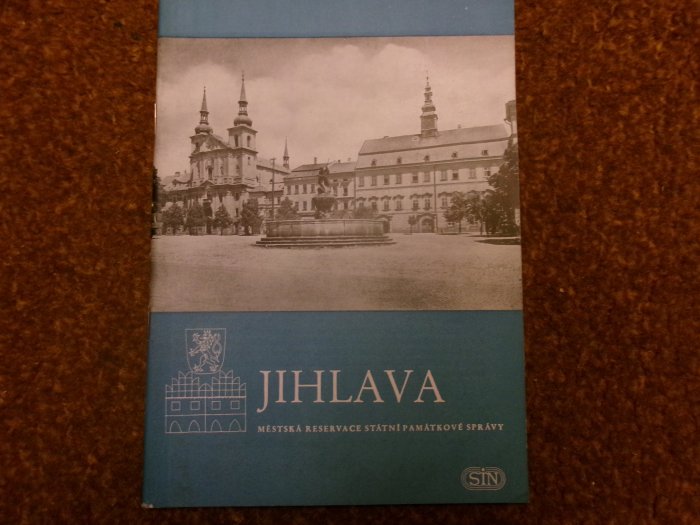 JIHLAVA
MĚSTSKÁ RESERVACE STÁTNÍ PAMÁTKOVÉ SPRÁVY
SIN